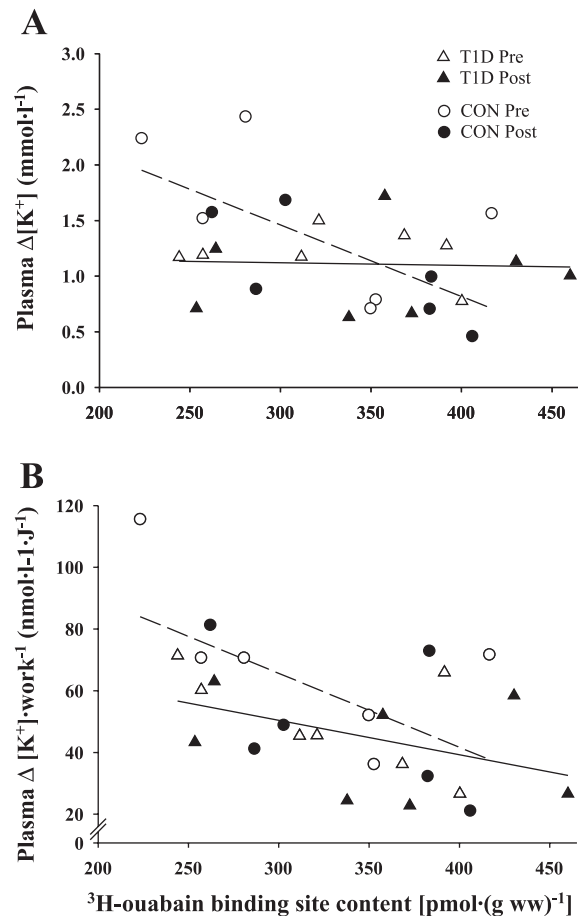 A
3.0
2.5
2.0
1.5
1.0
0.5
0.0
Plasma Δ[K⁺] (mmol·l⁻¹)
T1D Pre
T1D Post
CON Pre
CON Post
200 250 300 350 400 450
B
120
100
80
60
40
20
0
Plasma Δ [K⁺]·work⁻¹ (nmol·l-1·J⁻¹)
200 250 300 350 400 450
³H-ouabain binding site content [pmol·(g ww)⁻¹]